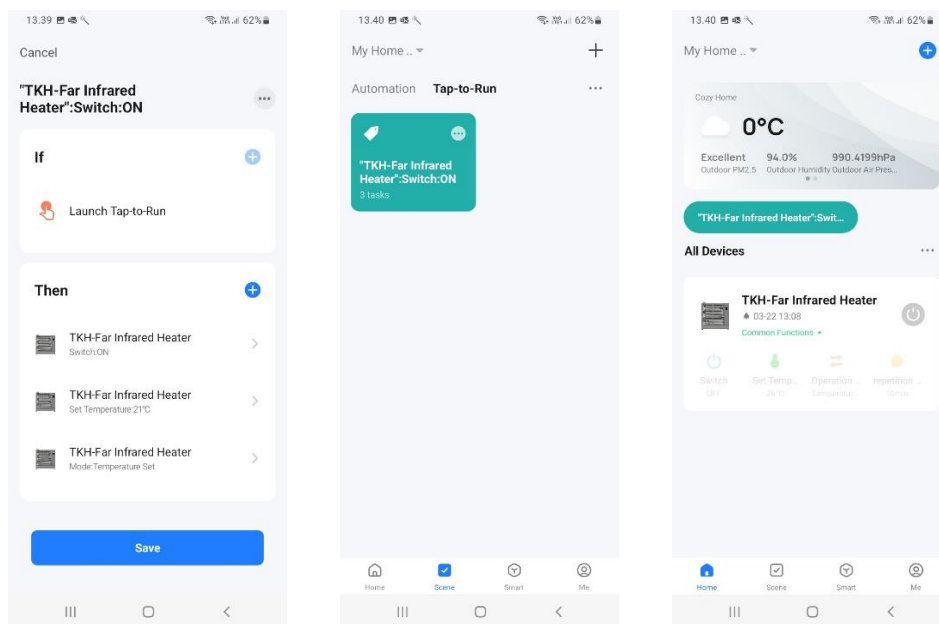 13.39 62%
Cancel
"TKH-Far Infrared
Heater":Switch:ON
If
Launch Tap-to-Run
Then
TKH-Far Infrared Heater
Switch:ON
TKH-Far Infrared Heater
Set Temperature:21°C
TKH-Far Infrared Heater
Mode:Temperature Set
Save
13.40 62%
My Home ..
Automation Tap-to-Run
"TKH-Far Infrared
Heater":Switch:ON
3 tasks
Home Scene Smart Me
13.40 62%
My Home ..
Cozy Home
0°C
Excellent 94.0% 990.4199hPa
Outdoor PM2.5 Outdoor Humidity Outdoor Air Pres...
"TKH-Far Infrared Heater":Swit...
All Devices
TKH-Far Infrared Heater
03-22 13:08
Common Functions
Switch Set Temp... Operation ... repetition ...
OFF
Home Scene Smart Me